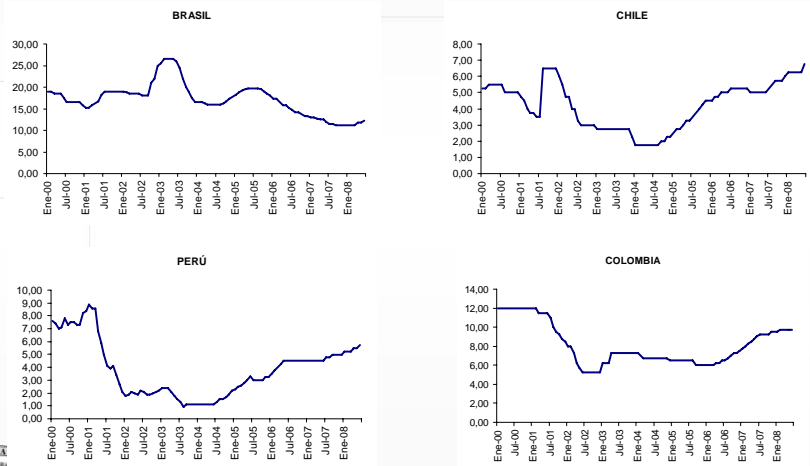 BRASIL
30,00
25,00
20,00
15,00
10,00
5,00
0,00
Ene-00
Jul-00
Ene-01
Jul-01
Ene-02
Jul-02
Ene-03
Jul-03
Ene-04
Jul-04
Ene-05
Jul-05
Ene-06
Jul-06
Ene-07
Jul-07
Ene-08
CHILE
8,00
7,00
6,00
5,00
4,00
3,00
2,00
1,00
0,00
Ene-00
Jul-00
Ene-01
Jul-01
Ene-02
Jul-02
Ene-03
Jul-03
Ene-04
Jul-04
Ene-05
Jul-05
Ene-06
Jul-06
Ene-07
Jul-07
Ene-08
PERÚ
10,00
9,00
8,00
7,00
6,00
5,00
4,00
3,00
2,00
1,00
0,00
Ene-00
Jul-00
Ene-01
Jul-01
Ene-02
Jul-02
Ene-03
Jul-03
Ene-04
Jul-04
Ene-05
Jul-05
Ene-06
Jul-06
Ene-07
Jul-07
Ene-08
COLOMBIA
14,00
12,00
10,00
8,00
6,00
4,00
2,00
0,00
Ene-00
Jul-00
Ene-01
Jul-01
Ene-02
Jul-02
Ene-03
Jul-03
Ene-04
Jul-04
Ene-05
Jul-05
Ene-06
Jul-06
Ene-07
Jul-07
Ene-08